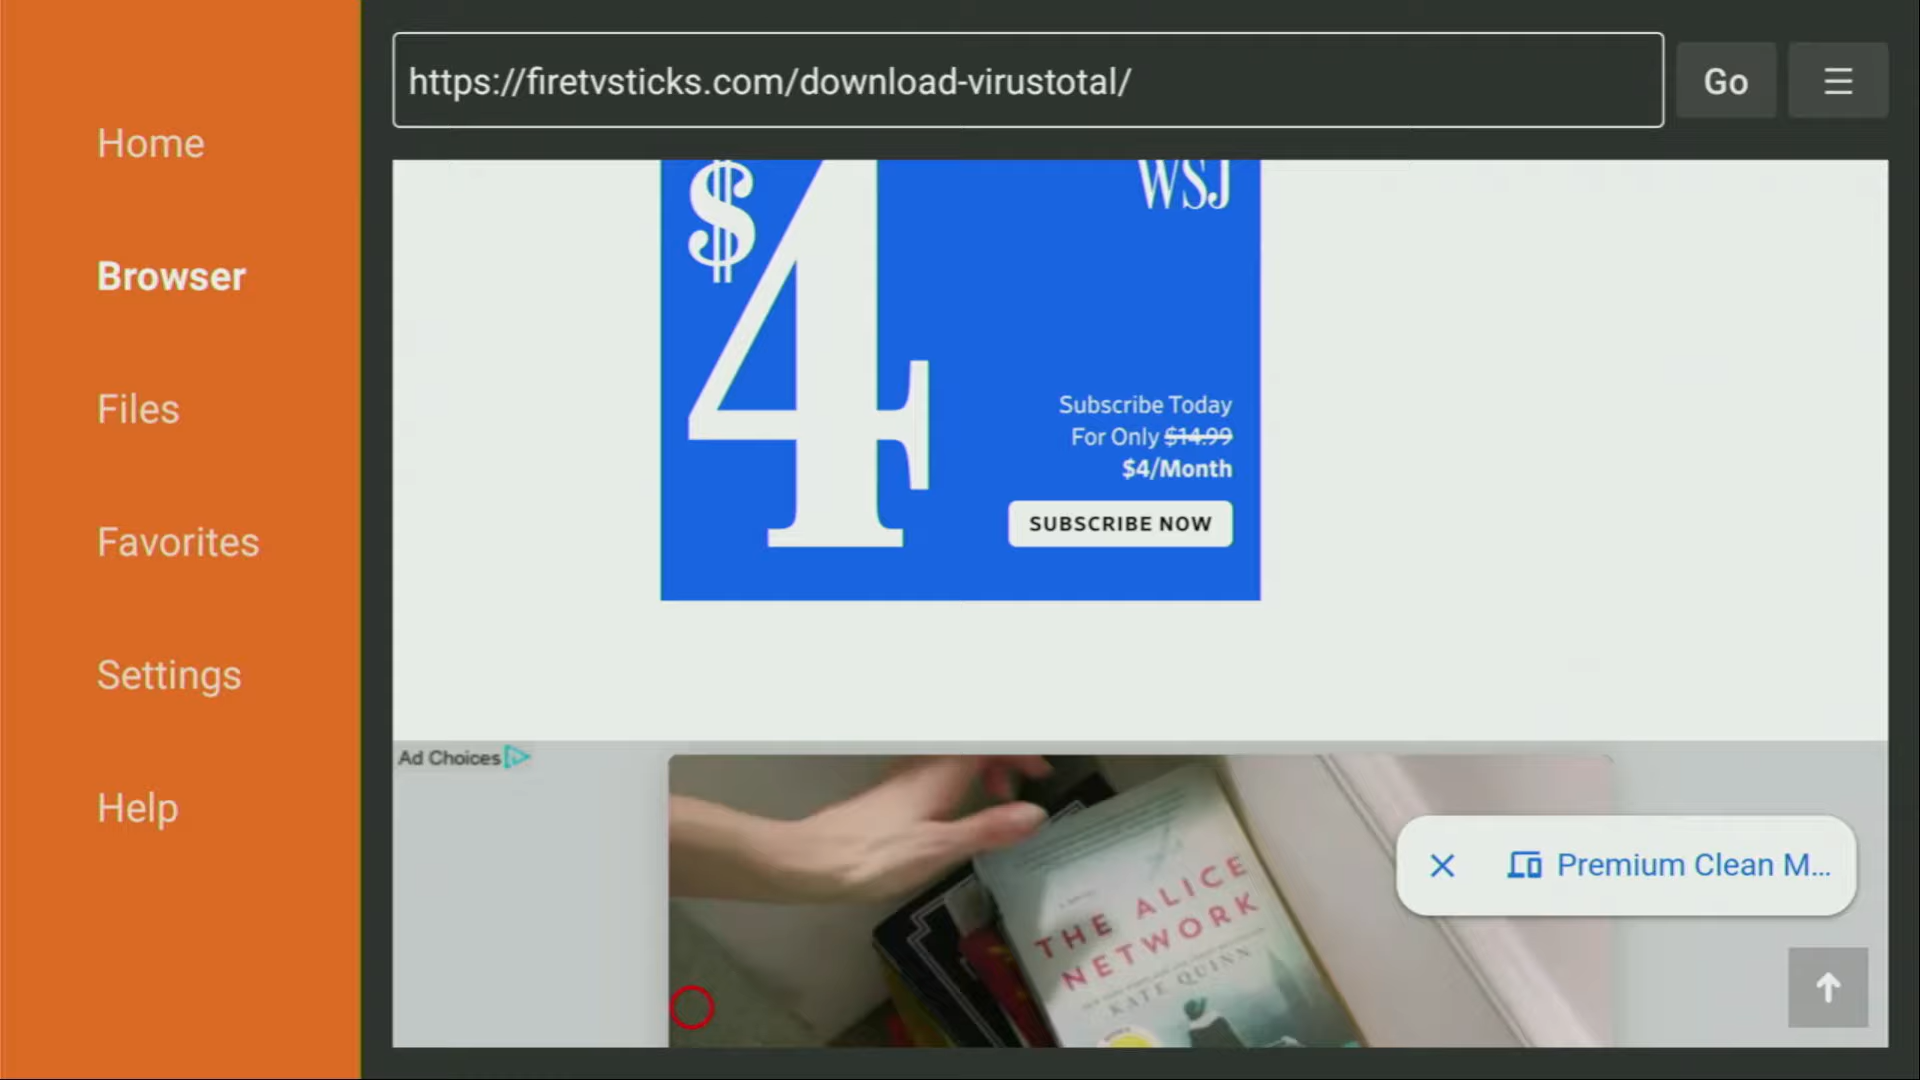 Home
Browser
Files
Favorites
Settings
Help
https://firetvsticks.com/download-virustotal/
Go
$4
WSJ
Subscribe Today
For Only $14.99
$4/Month
SUBSCRIBE NOW
Ad Choices
THE ALICE
NETWORK
KATE QUINN
Premium Clean M...